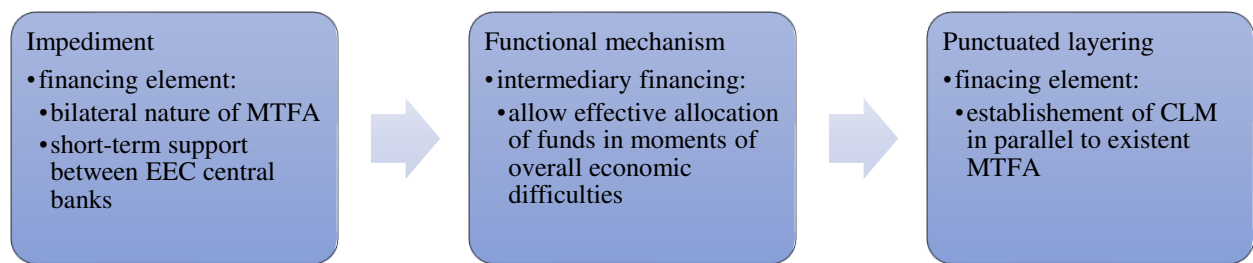 Impediment
•financing element:
•bilateral nature of MTFA
•short-term support
between EEC central
banks
Functional mechanism
•intermediary financing:
•allow effective allocation
of funds in moments of
overall economic
difficulties
Punctuated layering
•finacing element:
•establishement of CLM
in parallel to existent
MTFA